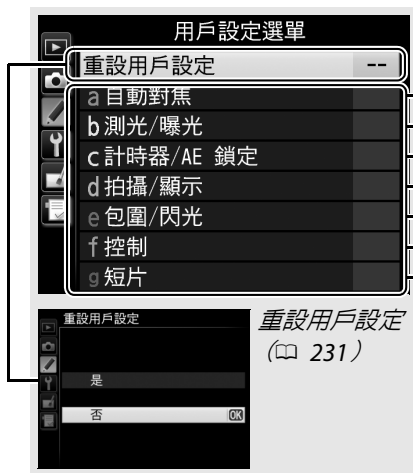 用戶設定選單
重設用戶設定 --
a 自動對焦
b 測光/曝光
c 計時器/AE 鎖定
d 拍攝/顯示
e 包圍/閃光
f 控制
g 短片
重設用戶設定
是
否 OK
重設用戶設定
(📖 231)